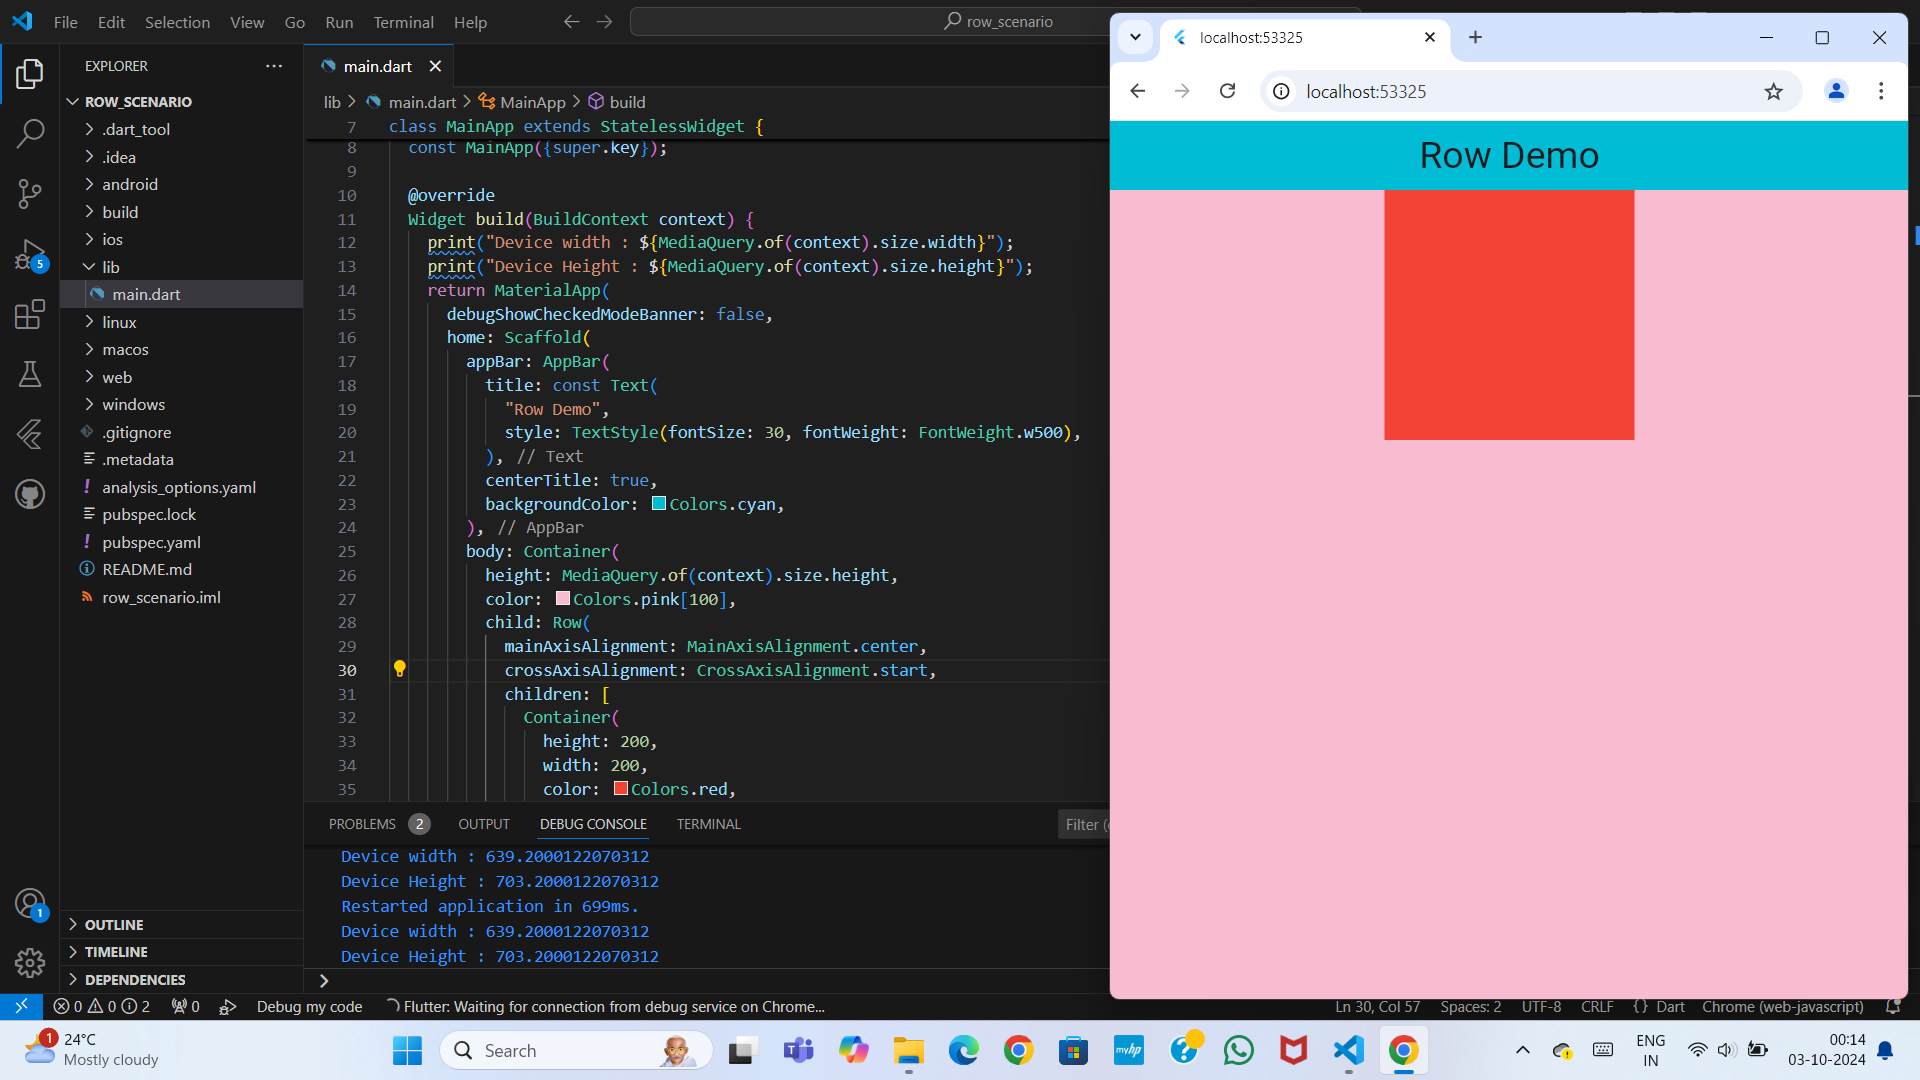 File Edit Selection View Go Run Terminal Help
row_scenario
EXPLORER
ROW_SCENARIO
.dart_tool
.idea
android
build
ios
lib
main.dart
linux
macos
web
windows
.gitignore
.metadata
analysis_options.yaml
pubspec.lock
pubspec.yaml
README.md
row_scenario.iml
OUTLINE
TIMELINE
DEPENDENCIES
5
1
main.dart
lib > main.dart > MainApp > build
7 class MainApp extends StatelessWidget {
8 const MainApp({super.key});
9
10 @override
11 Widget build(BuildContext context) {
12 print("Device width : ${MediaQuery.of(context).size.width}");
13 print("Device Height : ${MediaQuery.of(context).size.height}");
14 return MaterialApp(
15 debugShowCheckedModeBanner: false,
16 home: Scaffold(
17 appBar: AppBar(
18 title: const Text(
19 "Row Demo",
20 style: TextStyle(fontSize: 30, fontWeight: FontWeight.w500),
21 ), // Text
22 centerTitle: true,
23 backgroundColor: Colors.cyan,
24 ), // AppBar
25 body: Container(
26 height: MediaQuery.of(context).size.height,
27 color: Colors.pink[100],
28 child: Row(
29 mainAxisAlignment: MainAxisAlignment.center,
30 crossAxisAlignment: CrossAxisAlignment.start,
31 children: [
32 Container(
33 height: 200,
34 width: 200,
35 color: Colors.red,
PROBLEMS 2 OUTPUT DEBUG CONSOLE TERMINAL
Filter (
Device width : 639.2000122070312
Device Height : 703.2000122070312
Restarted application in 699ms.
Device width : 639.2000122070312
Device Height : 703.2000122070312
localhost:53325
localhost:53325
Row Demo
0 0 2 0 Debug my code Flutter: Waiting for connection from debug service on Chrome...
Ln 30, Col 57 Spaces: 2 UTF-8 CRLF {} Dart Chrome (web-javascript)
1
24°C
Mostly cloudy
Search
myhp
ENG
IN
00:14
03-10-2024